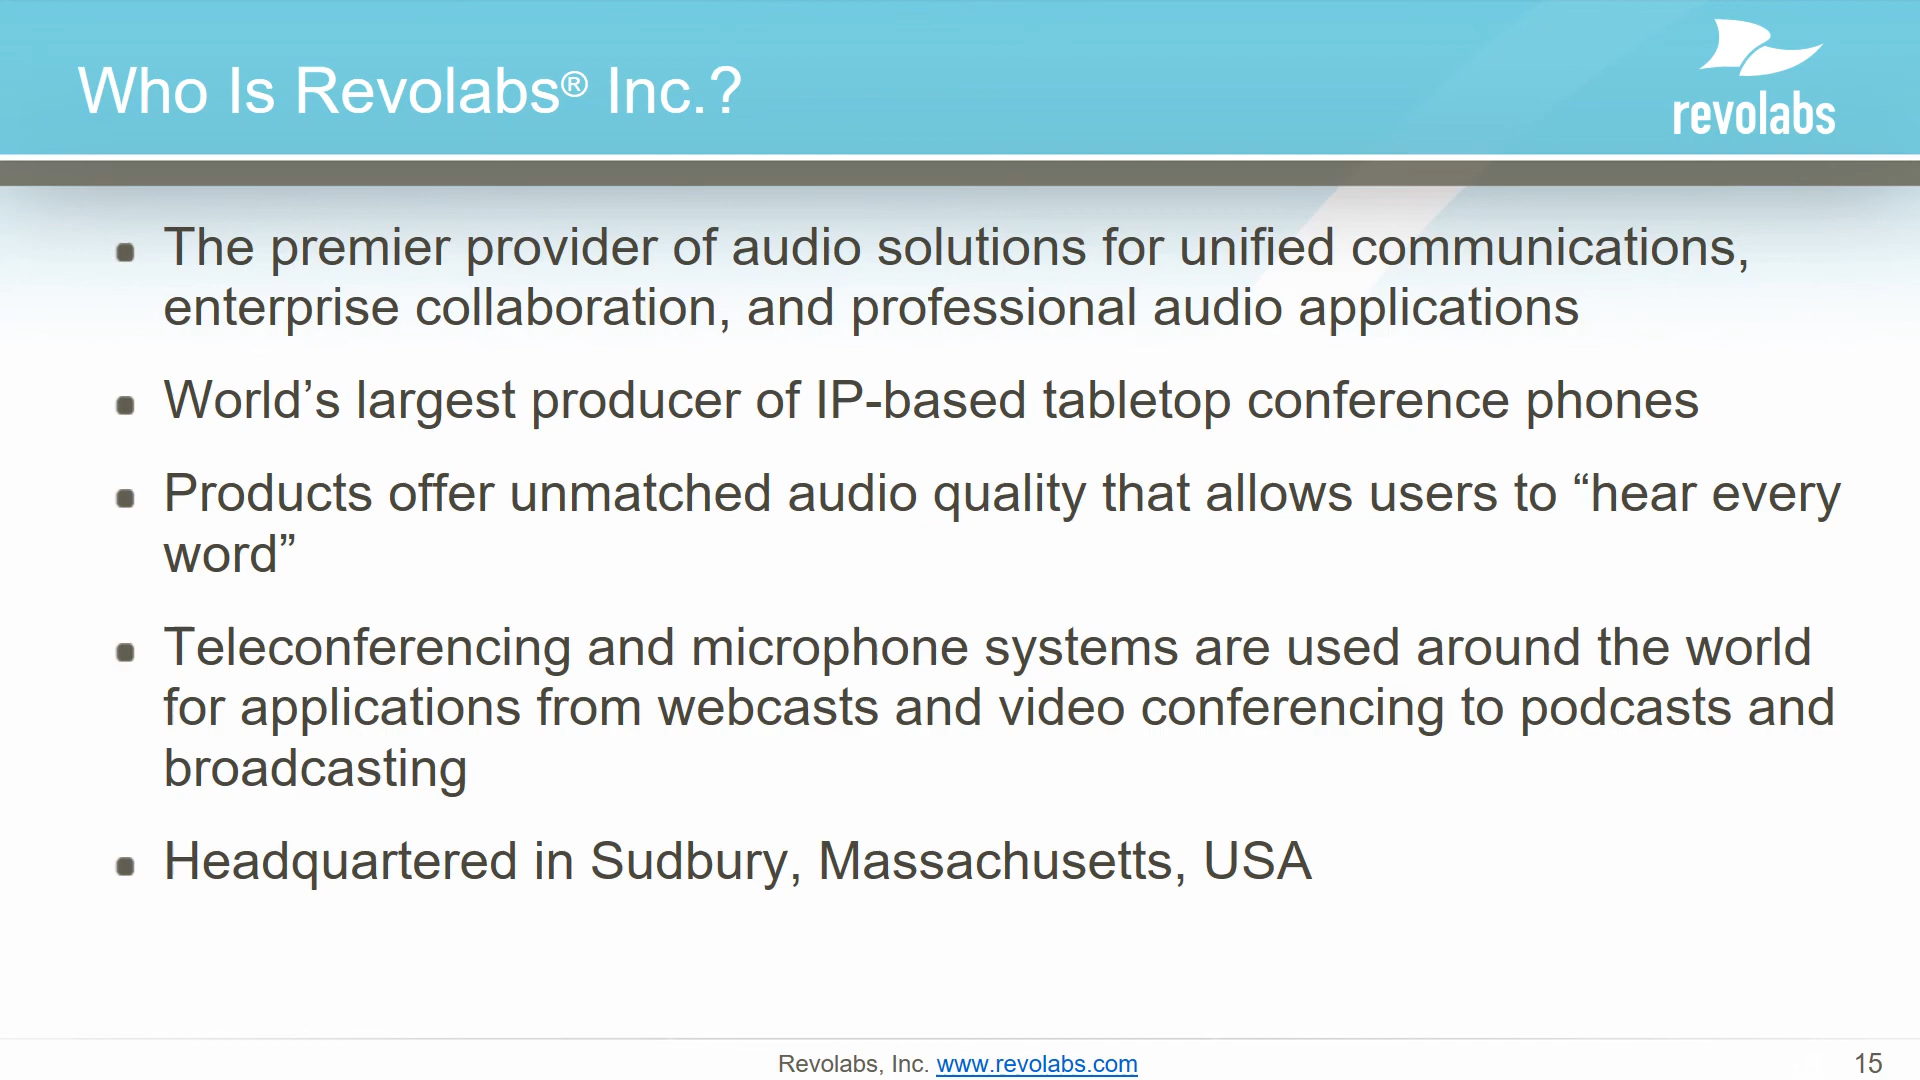 Who Is Revolabs® Inc.?
revolabs
The premier provider of audio solutions for unified communications,
enterprise collaboration, and professional audio applications
World’s largest producer of IP-based tabletop conference phones
Products offer unmatched audio quality that allows users to “hear every
word”
Teleconferencing and microphone systems are used around the world
for applications from webcasts and video conferencing to podcasts and
broadcasting
Headquartered in Sudbury, Massachusetts, USA
Revolabs, Inc. www.revolabs.com
15